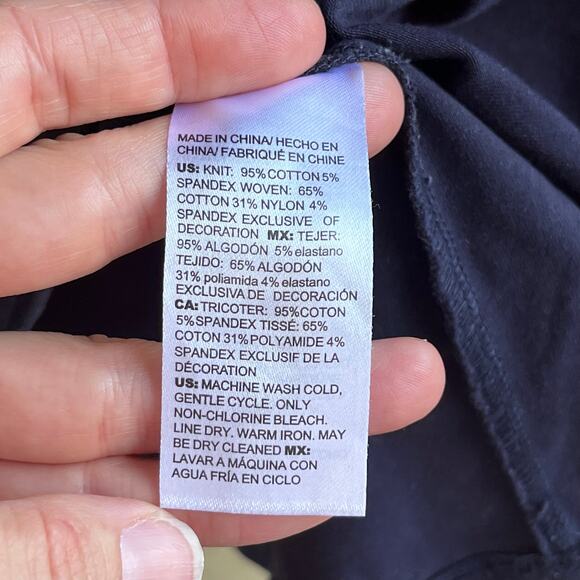 MADE IN CHINA/ HECHO EN
CHINA/ FABRIQUÉ EN CHINE
US: KNIT: 95% COTTON 5%
SPANDEX WOVEN: 65%
COTTON 31% NYLON 4%
SPANDEX EXCLUSIVE OF
DECORATION MX: TEJER:
95% ALGODÓN 5% elastano
TEJIDO: 65% ALGODÓN
31% poliamida 4% elastano
EXCLUSIVA DE DECORACIÓN
CA: TRICOTER: 95%COTON
5%SPANDEX TISSÉ: 65%
COTON 31%POLYAMIDE 4%
SPANDEX EXCLUSIF DE LA
DÉCORATION
US: MACHINE WASH COLD,
GENTLE CYCLE. ONLY
NON-CHLORINE BLEACH.
LINE DRY. WARM IRON. MAY
BE DRY CLEANED MX:
LAVAR A MÁQUINA CON
AGUA FRÍA EN CICLO